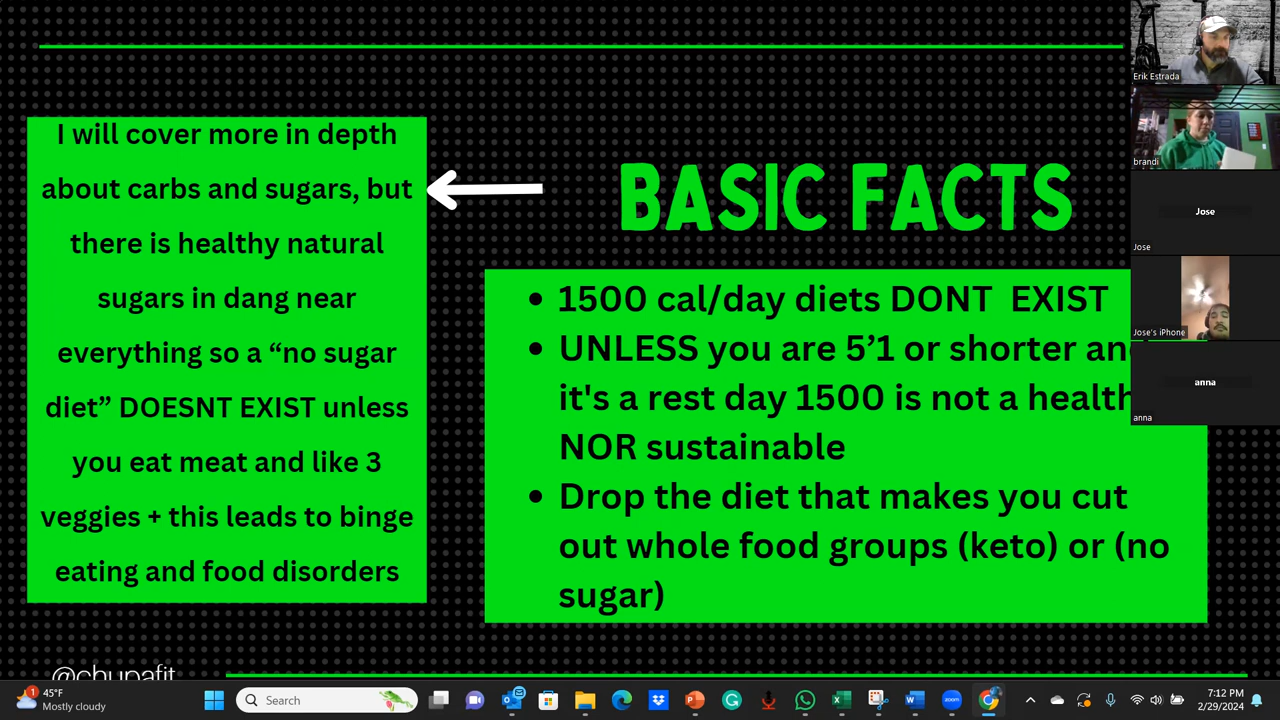 I will cover more in depth
about carbs and sugars, but
there is healthy natural
sugars in dang near
everything so a “no sugar
diet” DOESNT EXIST unless
you eat meat and like 3
veggies + this leads to binge
eating and food disorders
BASIC FACTS
• 1500 cal/day diets DONT EXIST
• UNLESS you are 5’1 or shorter an
it's a rest day 1500 is not a health
NOR sustainable
• Drop the diet that makes you cut
out whole food groups (keto) or (no
sugar)
@chupafit
Erik Estrada
brandi
Jose
Jose
Jose's iPhone
anna
anna
1
45°F
Mostly cloudy
Search
zoom
7:12 PM
2/29/2024